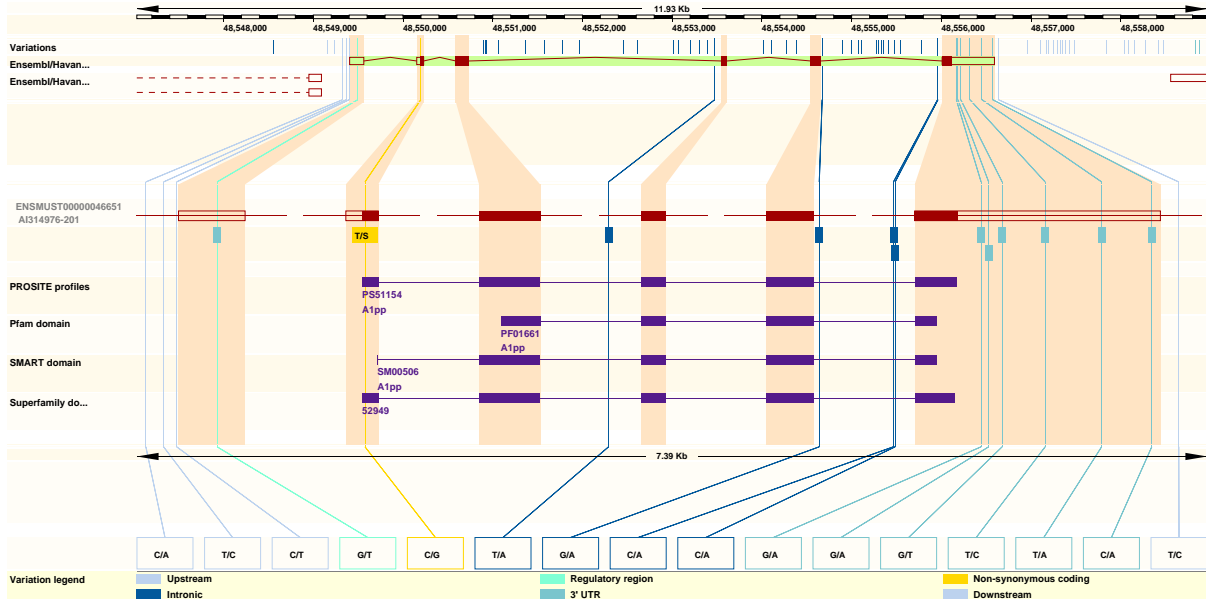 11.93 Kb
48,548,000 48,549,000 48,550,000 48,551,000 48,552,000 48,553,000 48,554,000 48,555,000 48,556,000 48,557,000 48,558,000
Variations
Ensembl/Havan...
Ensembl/Havan...
ENSMUST00000046651
AI314976-201
T/S
PROSITE profiles
PS51154
A1pp
Pfam domain
PF01661
A1pp
SMART domain
SM00506
A1pp
Superfamily do...
52949
7.39 Kb
C/A T/C C/T G/T C/G T/A G/A C/A C/A G/A G/A G/T T/C T/A C/A T/C
Variation legend Upstream Regulatory region Non-synonymous coding
Intronic 3' UTR Downstream